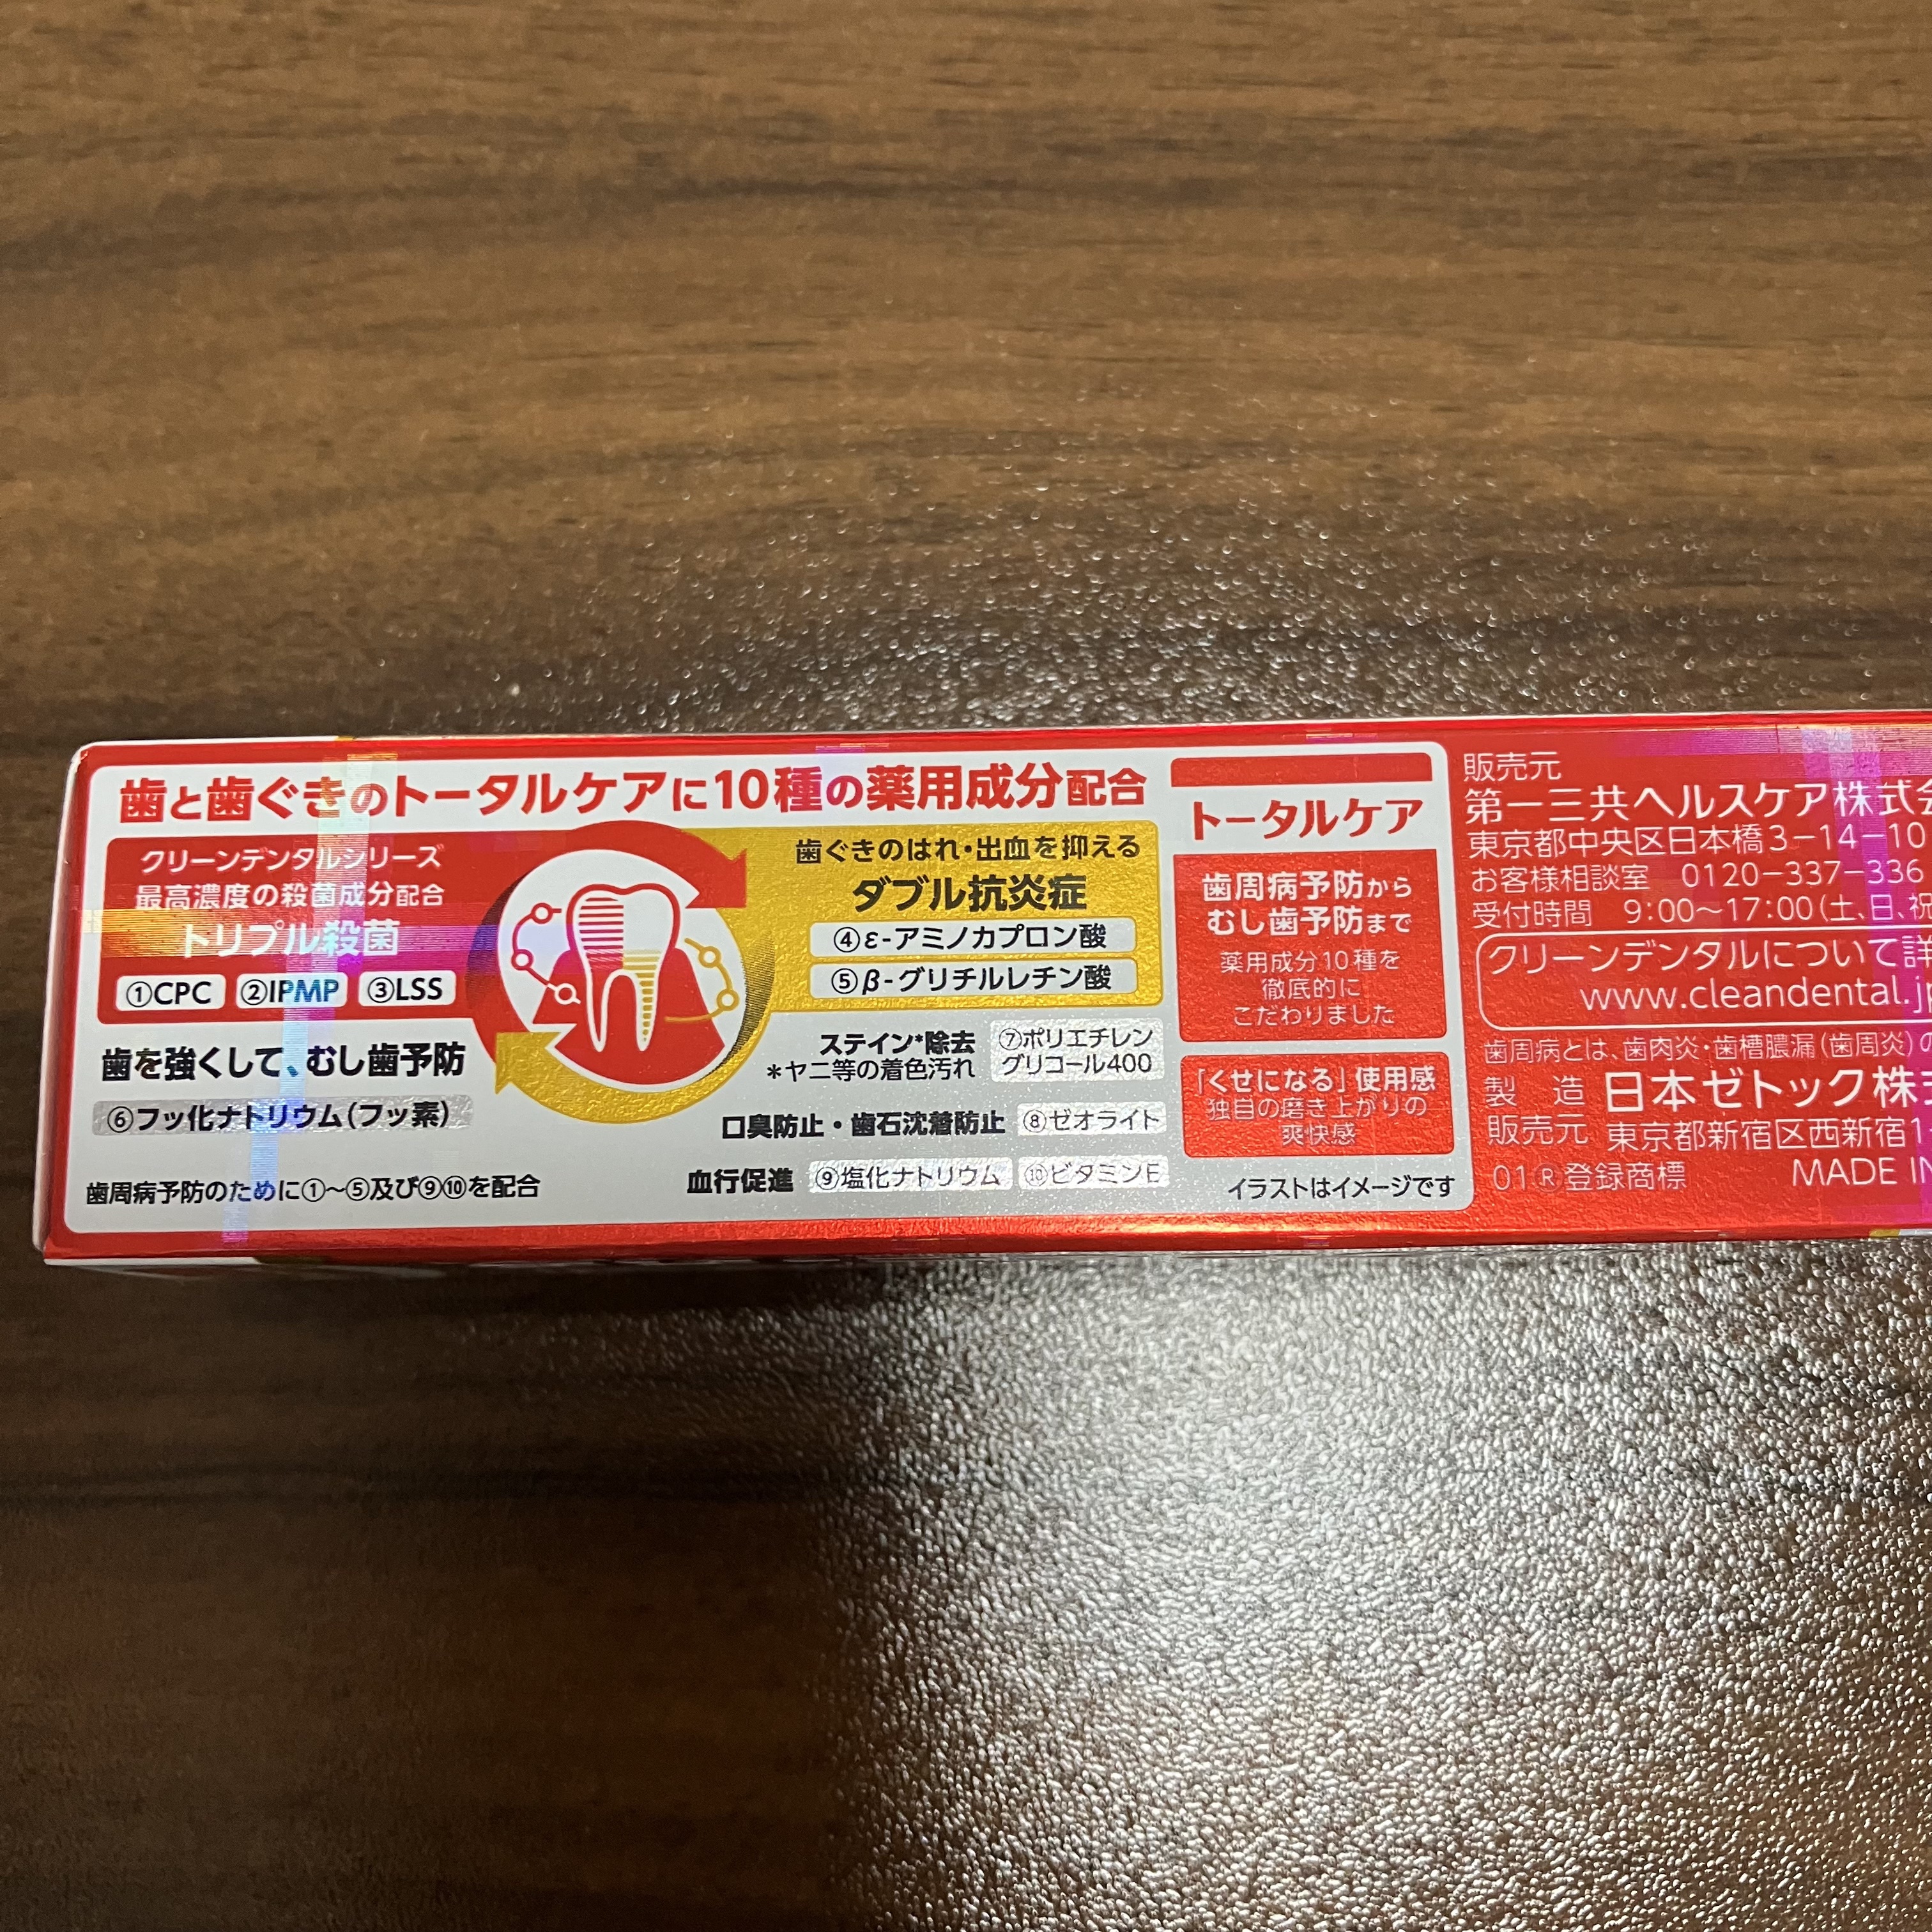 歯と歯ぐきのトータルケアに10種の薬用成分配合
クリーンデンタルシリーズ
最高濃度の殺菌成分配合
トリプル殺菌
①CPC ②IPMP ③LSS
歯を強くして、むし歯予防
⑥フッ化ナトリウム(フッ素)
歯周病予防のために①〜⑤及び⑨⑩を配合
歯ぐきのはれ・出血を抑える
ダブル抗炎症
④ε-アミノカプロン酸
⑤β-グリチルレチン酸
ステイン*除去
*ヤニ等の着色汚れ
⑦ポリエチレン
グリコール400
口臭防止・歯石沈着防止 ⑧ゼオライト
血行促進 ⑨塩化ナトリウム ⑩ビタミンE
トータルケア
歯周病予防から
むし歯予防まで
薬用成分10種を
徹底的に
こだわりました
「くせになる」使用感
独自の磨き上がりの
爽快感
イラストはイメージです
販売元
第一三共ヘルスケア株式
東京都中央区日本橋3-14-10
お客様相談室 0120-337-336
受付時間 9:00〜17:00(土、日、祝
クリーンデンタルについて詳
www.cleandental.j
歯周病とは、歯肉炎・歯槽膿漏(歯周炎)の
製造 日本ゼトック株式
販売元 東京都新宿区西新宿1
01®登録商標 MADE IN